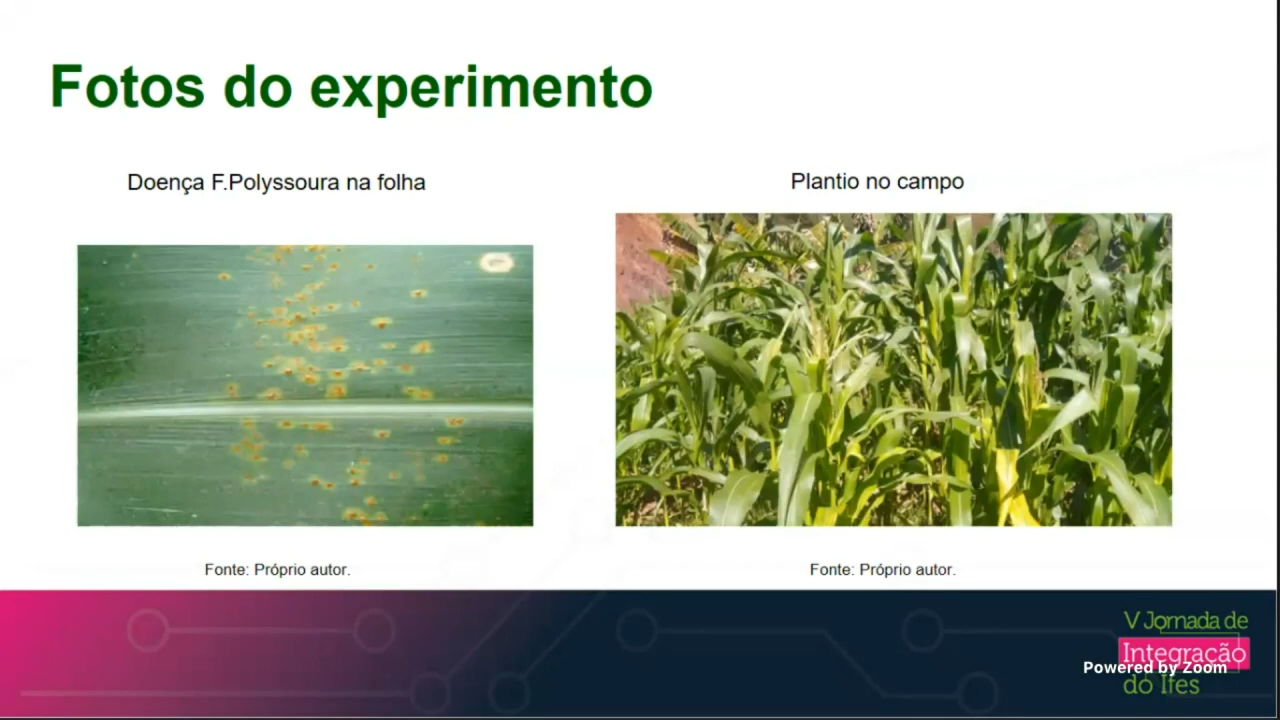 Fotos do experimento
Doença F.Polyssoura na folha
Plantio no campo
Fonte: Próprio autor.
Fonte: Próprio autor.
V Jornada de
Integração
do Ifes
Powered by Zoom